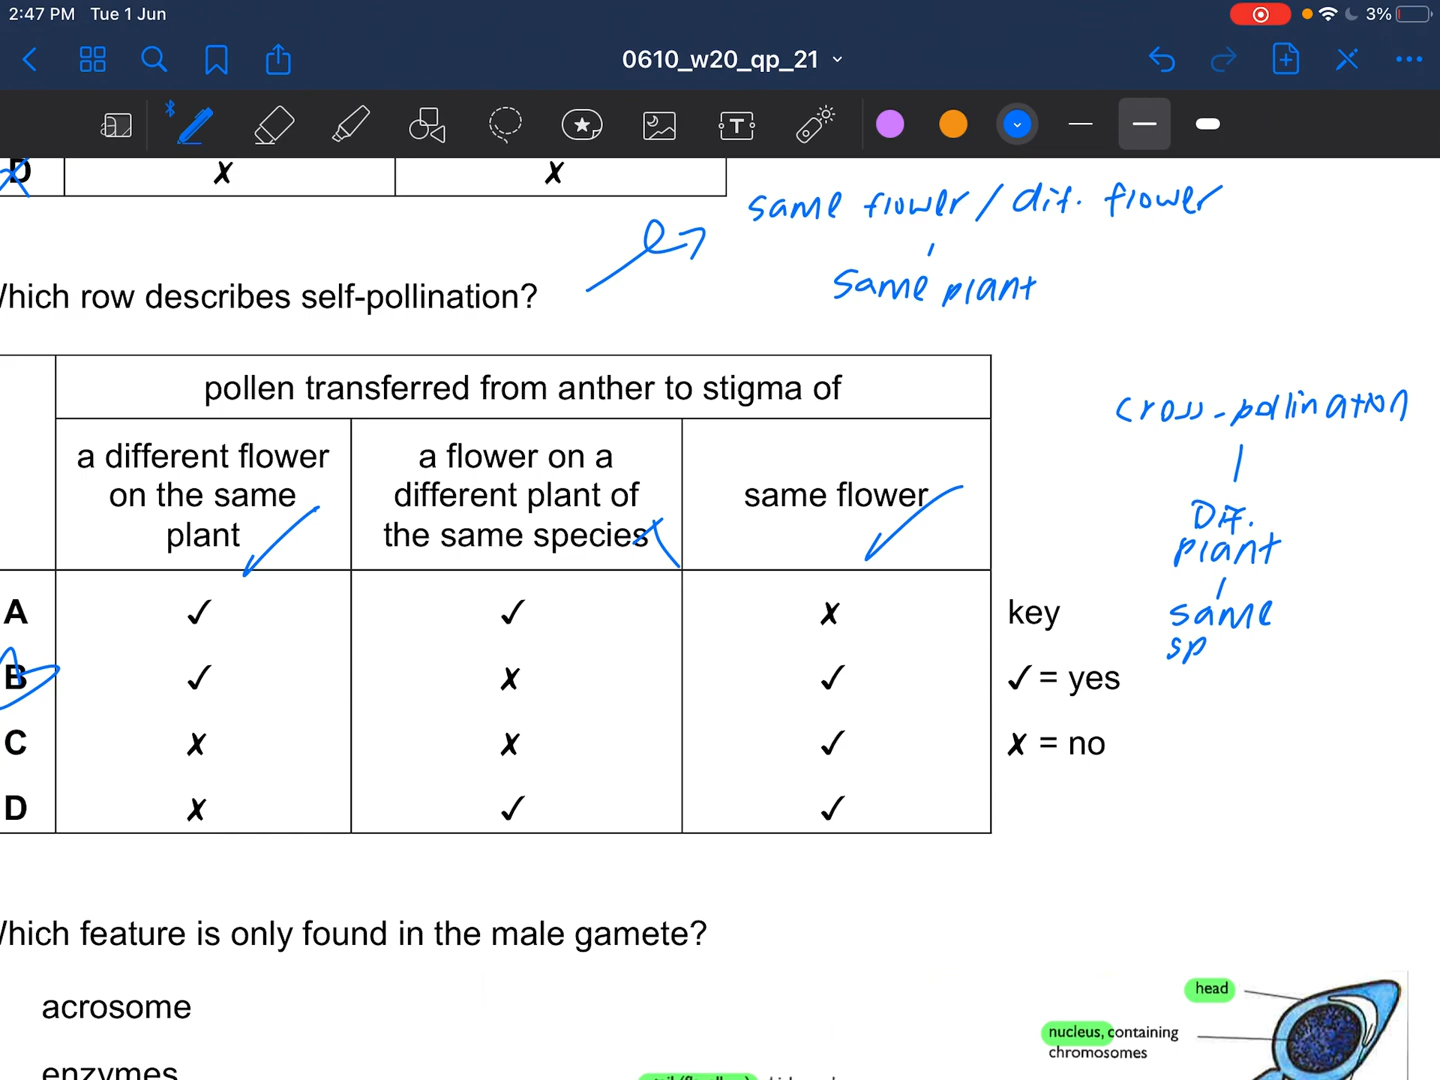 2:47 PM Tue 1 Jun
3%
0610_w20_qp_21
T
D ✗ ✗
same flower / dif. flower
same plant
Which row describes self-pollination?
pollen transferred from anther to stigma of
a different flower
on the same
plant
a flower on a
different plant of
the same species
same flower
cross-pollination
Dif.
plant
same
sp
A ✓ ✓ ✗ key
B ✓ ✗ ✓ ✓ = yes
C ✗ ✗ ✓ ✗ = no
D ✗ ✓ ✓
Which feature is only found in the male gamete?
acrosome
enzymes
head
nucleus, containing
chromosomes